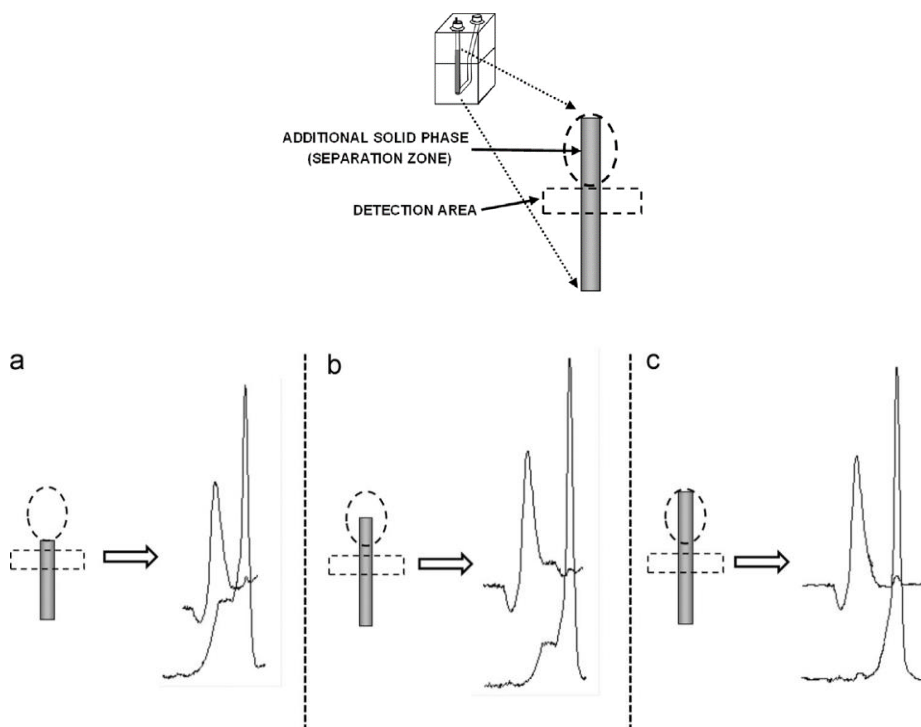 ADDITIONAL SOLID PHASE
(SEPARATION ZONE)
DETECTION AREA
a
b
c